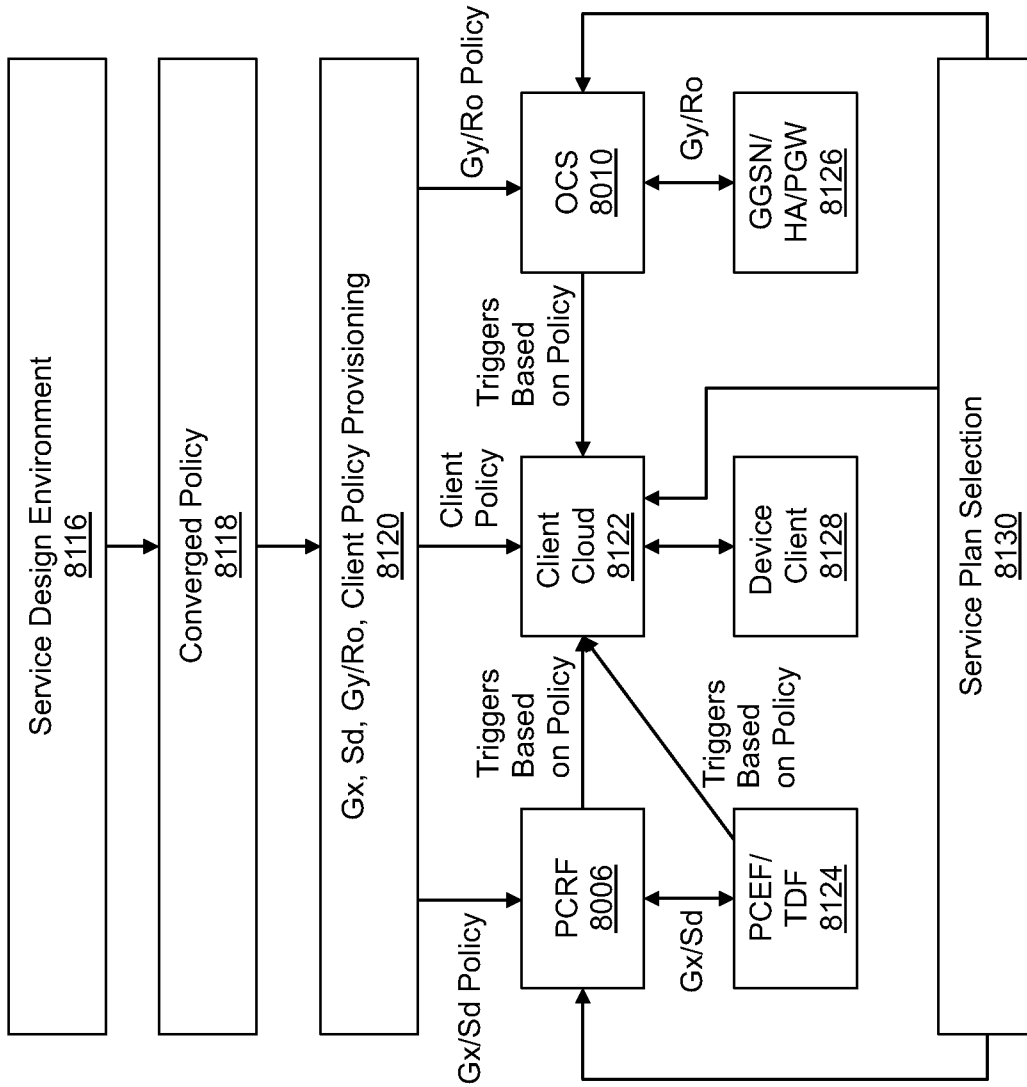 Service Design Environment
8116
Converged Policy
8118
Gx, Sd, Gy/Ro, Client Policy Provisioning
8120
Gx/Sd Policy
Client
Policy
Gy/Ro Policy
PCRF
8006
Triggers
Based
on Policy
Client
Cloud
8122
Triggers
Based
on Policy
OCS
8010
Gx/Sd
Triggers
Based
on Policy
Gy/Ro
PCEF/
TDF
8124
Device
Client
8128
GGSN/
HA/PGW
8126
Service Plan Selection
8130